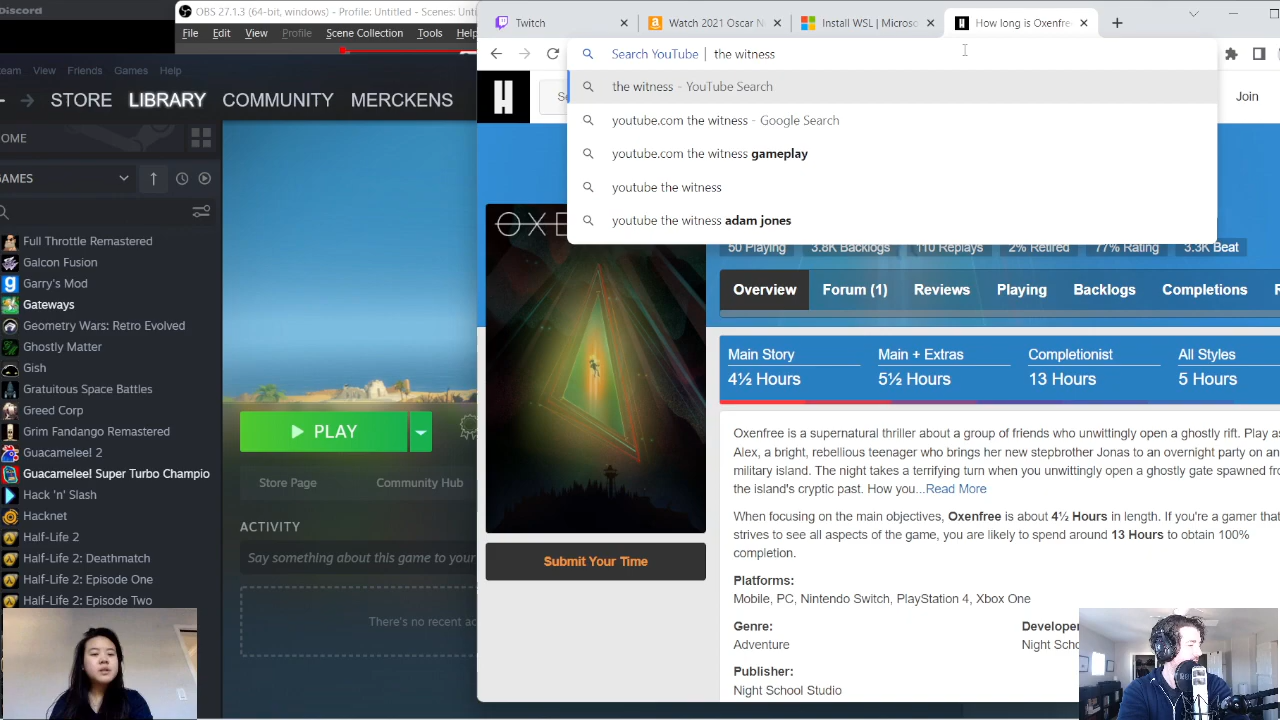 Discord
OBS 27.1.3 (64-bit, windows) - Profile - Scenes: Unt
File Edit View Profile Scene Collection Tools Help
Twitch
Watch 2021 Oscar N
Install WSL | Micros
How long is Oxenfre
Search YouTube | the witness
the witness - YouTube Search
youtube.com the witness - Google Search
youtube.com the witness gameplay
youtube the witness
youtube the witness adam jones
Join
View Friends Games Help
STORE LIBRARY COMMUNITY MERCKENS
Full Throttle Remastered
Galcon Fusion
Garry's Mod
Gateways
Geometry Wars: Retro Evolved
Ghostly Matter
Gish
Gratuitous Space Battles
Greed Corp
Grim Fandango Remastered
Guacamelee! 2
Guacamelee! Super Turbo Champio
Hack 'n' Slash
Hacknet
Half-Life 2
Half-Life 2: Deathmatch
Half-Life 2: Episode One
Half-Life 2: Episode Two
PLAY
Store Page Community Hub
ACTIVITY
Say something about this game to your
There's no recent ac
50 Playing 3.8K Backlogs 110 Replays 2% Retired 77% Rating 3.3K Beat
Overview Forum (1) Reviews Playing Backlogs Completions R
Main Story Main + Extras Completionist All Styles
4½ Hours 5½ Hours 13 Hours 5 Hours
Oxenfree is a supernatural thriller about a group of friends who unwittingly open a ghostly rift. Play as
Alex, a bright, rebellious teenager who brings her new stepbrother Jonas to an overnight party on an
military island. The night takes a terrifying turn when you unwittingly open a ghostly gate spawned fro
the island's cryptic past. How you...Read More
When focusing on the main objectives, Oxenfree is about 4½ Hours in length. If you're a gamer that
strives to see all aspects of the game, you are likely to spend around 13 Hours to obtain 100%
completion.
Submit Your Time
Platforms:
Mobile, PC, Nintendo Switch, PlayStation 4, Xbox One
Genre:
Adventure
Developer
Night Scho
Publisher:
Night School Studio